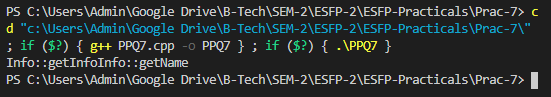 PS C:\Users\Admin\Google Drive\B-Tech\SEM-2\ESFP-2\ESFP-Practicals\Prac-7> c
d "c:\Users\Admin\Google Drive\B-Tech\SEM-2\ESFP-2\ESFP-Practicals\Prac-7\"
; if ($?) { g++ PPQ7.cpp -o PPQ7 } ; if ($?) { .\PPQ7 }
Info::getInfoInfo::getName
PS C:\Users\Admin\Google Drive\B-Tech\SEM-2\ESFP-2\ESFP-Practicals\Prac-7>